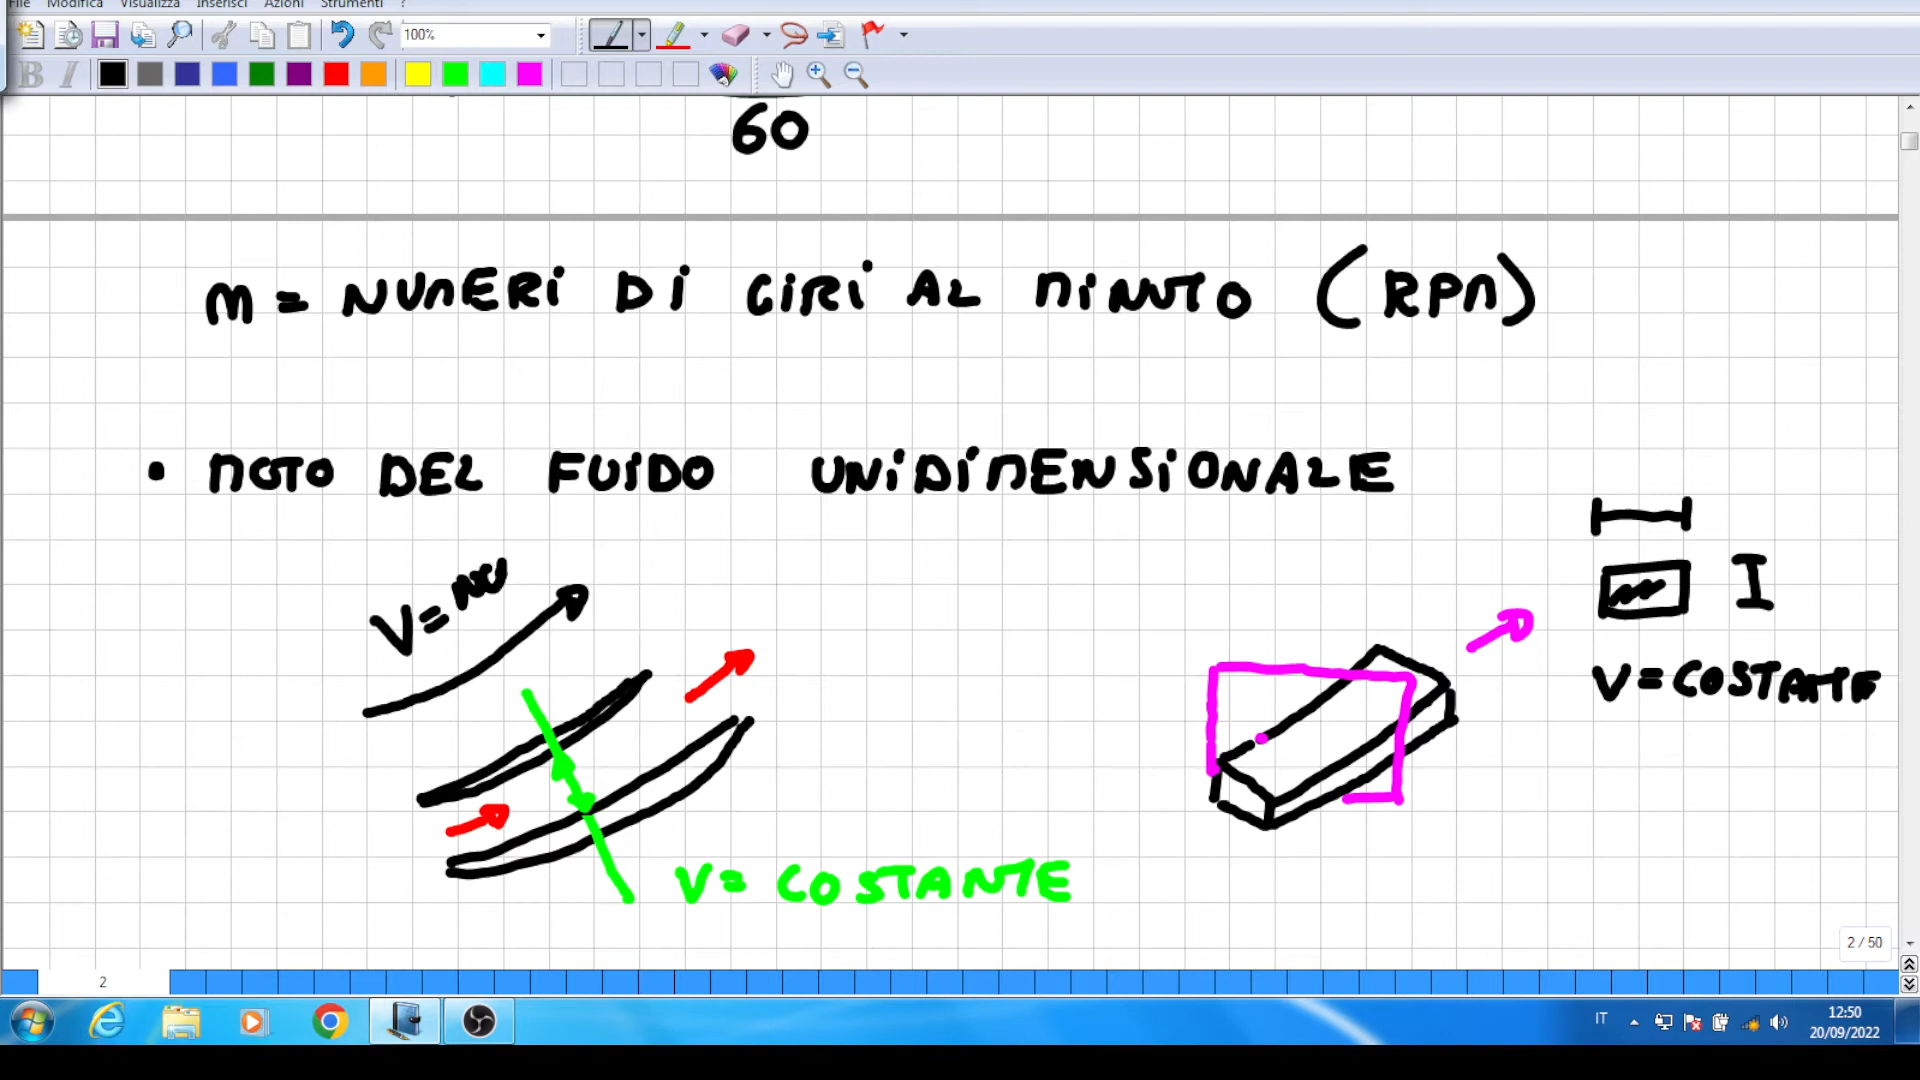 File Modifica Visualizza Inserisci Azioni Strumenti ?
100%
B I
60
m = NUMERI DI GIRI AL MINUTO (RPM)
• MOTO DEL FUIDO UNIDIMENSIONALE
I
V = COSTANTE
V = COSTANTE
2 / 50
2
IT
12:50
20/09/2022